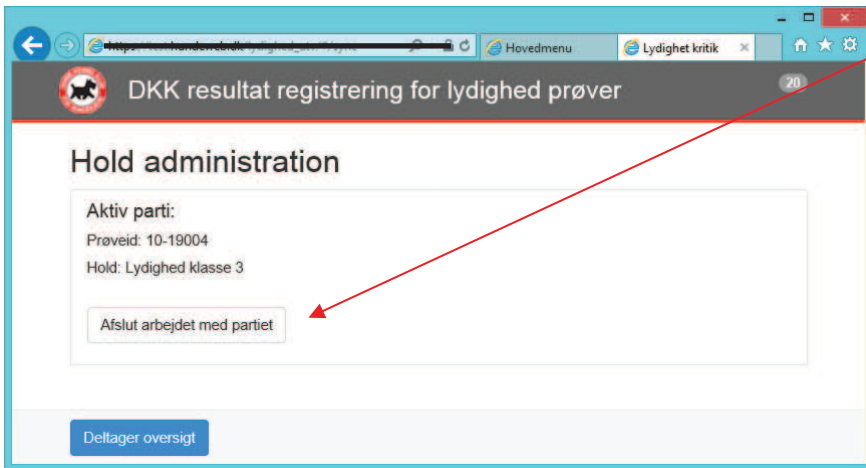 Hovedmenu
Lydighet kritik
DKK resultat registrering for lydighed prøver
20
Hold administration
Aktiv parti:
Prøveid: 10-19004
Hold: Lydighed klasse 3
Afslut arbejdet med partiet
Deltager oversigt